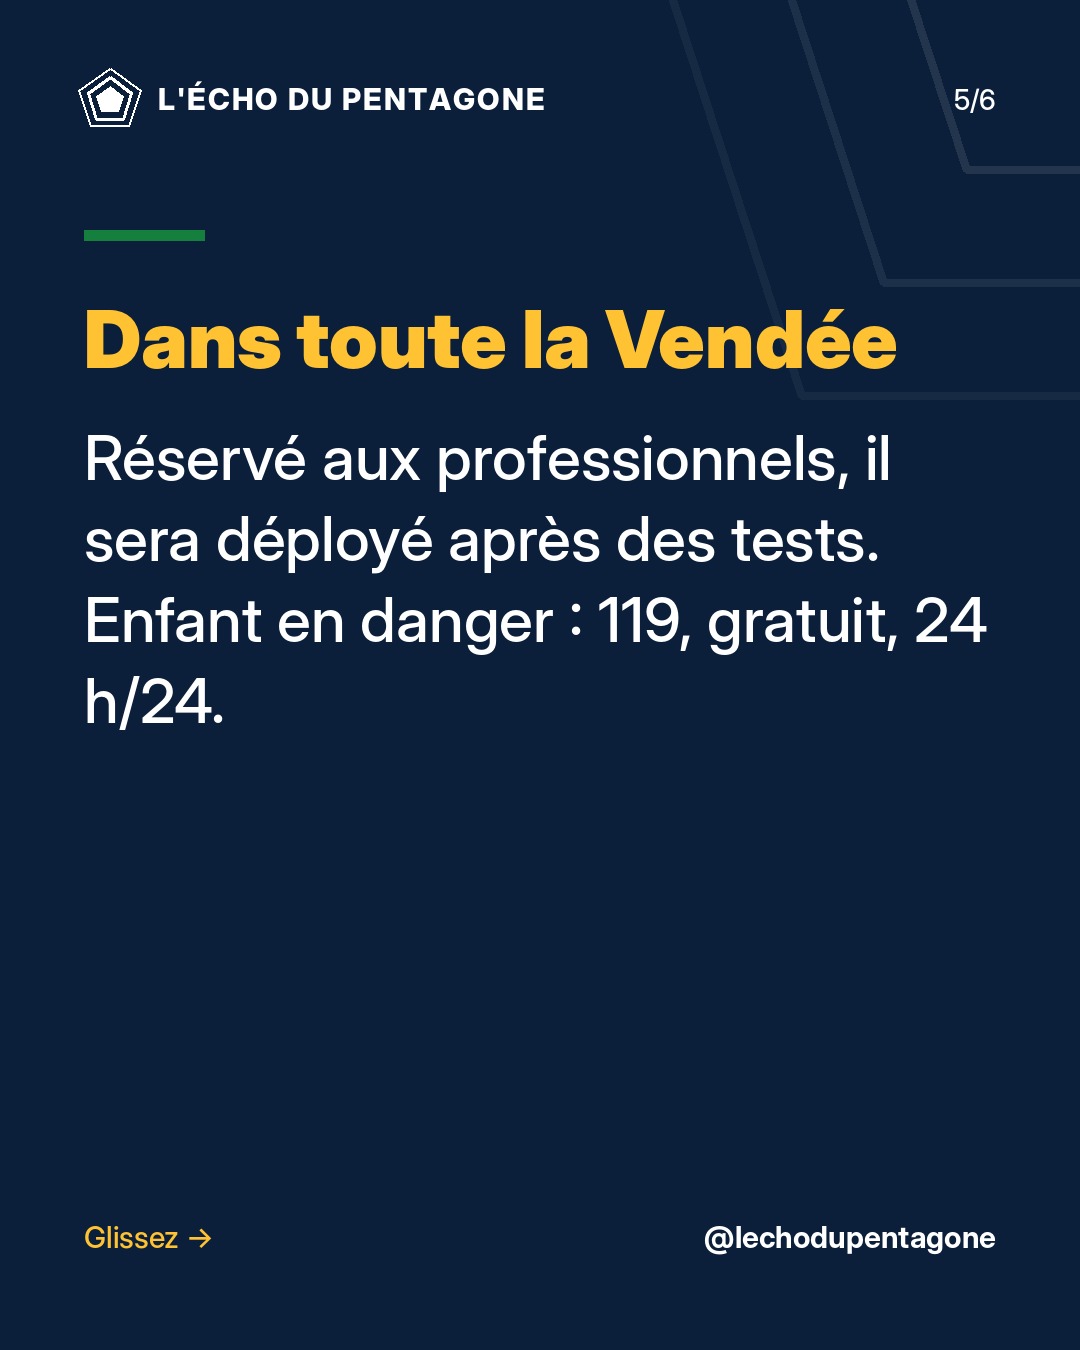 L'ÉCHO DU PENTAGONE
5/6
Dans toute la Vendée
Réservé aux professionnels, il
sera déployé après des tests.
Enfant en danger : 119, gratuit, 24
h/24.
Glissez →
@lechodupentagone